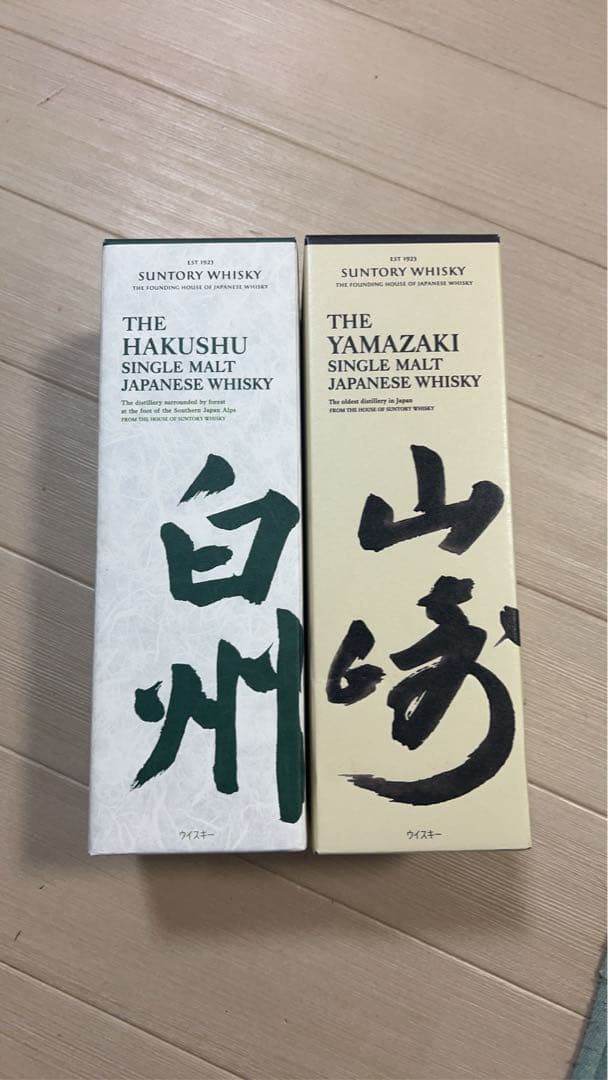 EST 1923
SUNTORY WHISKY
THE FOUNDING HOUSE OF JAPANESE WHISKY
THE
HAKUSHU
SINGLE MALT
JAPANESE WHISKY
The distillery surrounded by forest
at the foot of the Southern Japan Alps
FROM THE HOUSE OF SUNTORY WHISKY
白
州
ウイスキー
EST 1923
SUNTORY WHISKY
THE FOUNDING HOUSE OF JAPANESE WHISKY
THE
YAMAZAKI
SINGLE MALT
JAPANESE WHISKY
The oldest distillery in Japan
FROM THE HOUSE OF SUNTORY WHISKY
山
崎
ウイスキー